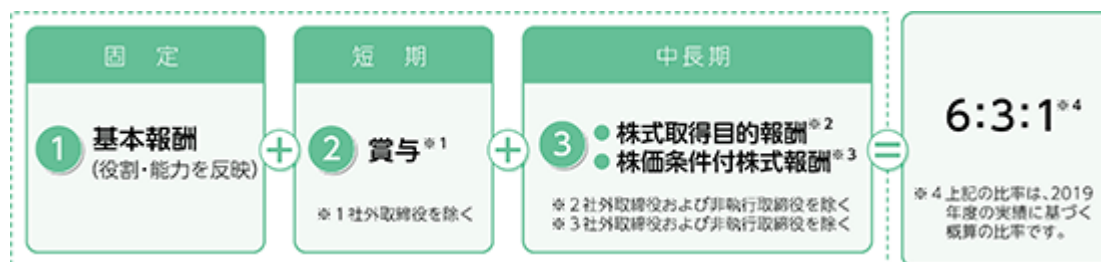 固 定
① 基本報酬
(役割・能力を反映)
+
短 期
② 賞与※1
※1社外取締役を除く
+
中長期
③ ●株式取得目的報酬※2
●株価条件付株式報酬※3
※2社外取締役および非執行取締役を除く
※3社外取締役および非執行取締役を除く
=
6:3:1※4
※4上記の比率は、2019
年度の実績に基づく
概算の比率です。